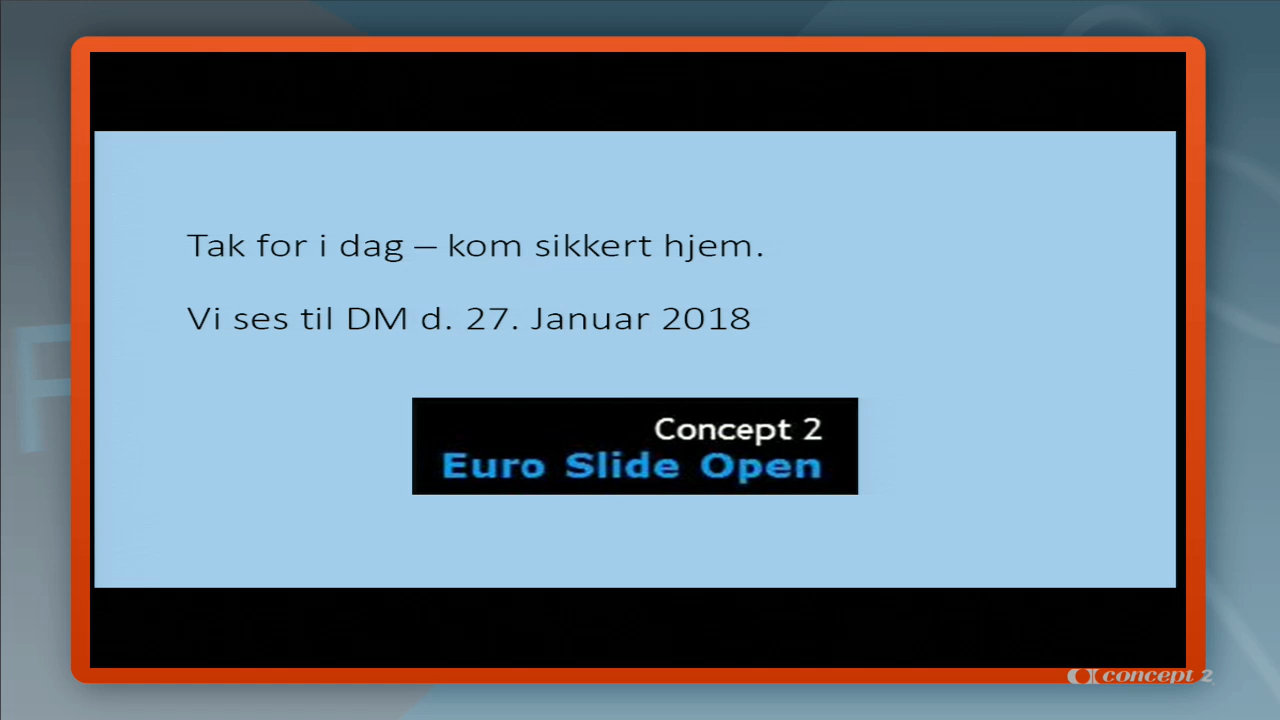 Tak for i dag – kom sikkert hjem.
Vi ses til DM d. 27. Januar 2018
Concept 2
Euro Slide Open
concept 2